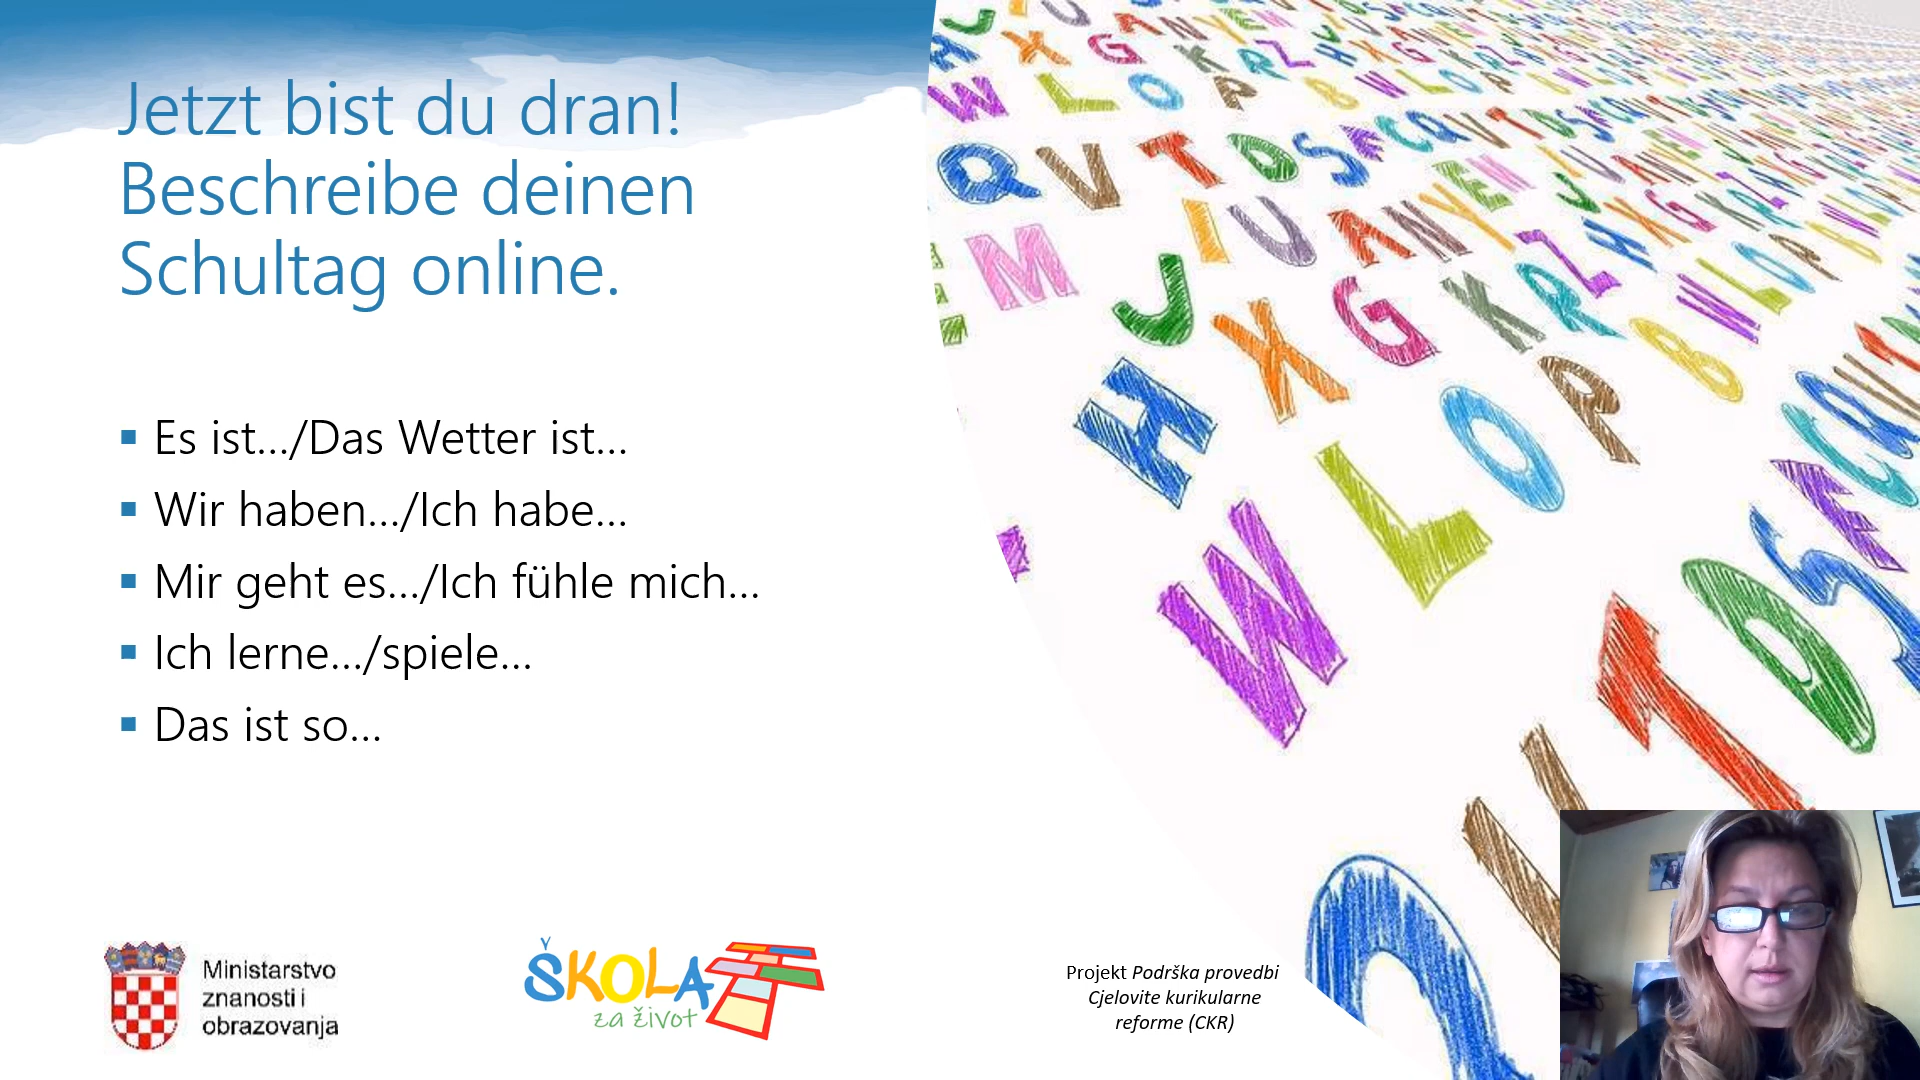 Jetzt bist du dran!
Beschreibe deinen
Schultag online.
▪ Es ist…/Das Wetter ist…
▪ Wir haben…/Ich habe…
▪ Mir geht es…/Ich fühle mich…
▪ Ich lerne…/spiele…
▪ Das ist so…
Ministarstvo
znanosti i
obrazovanja
ŠKOLA
za život
Projekt Podrška provedbi
Cjelovite kurikularne
reforme (CKR)